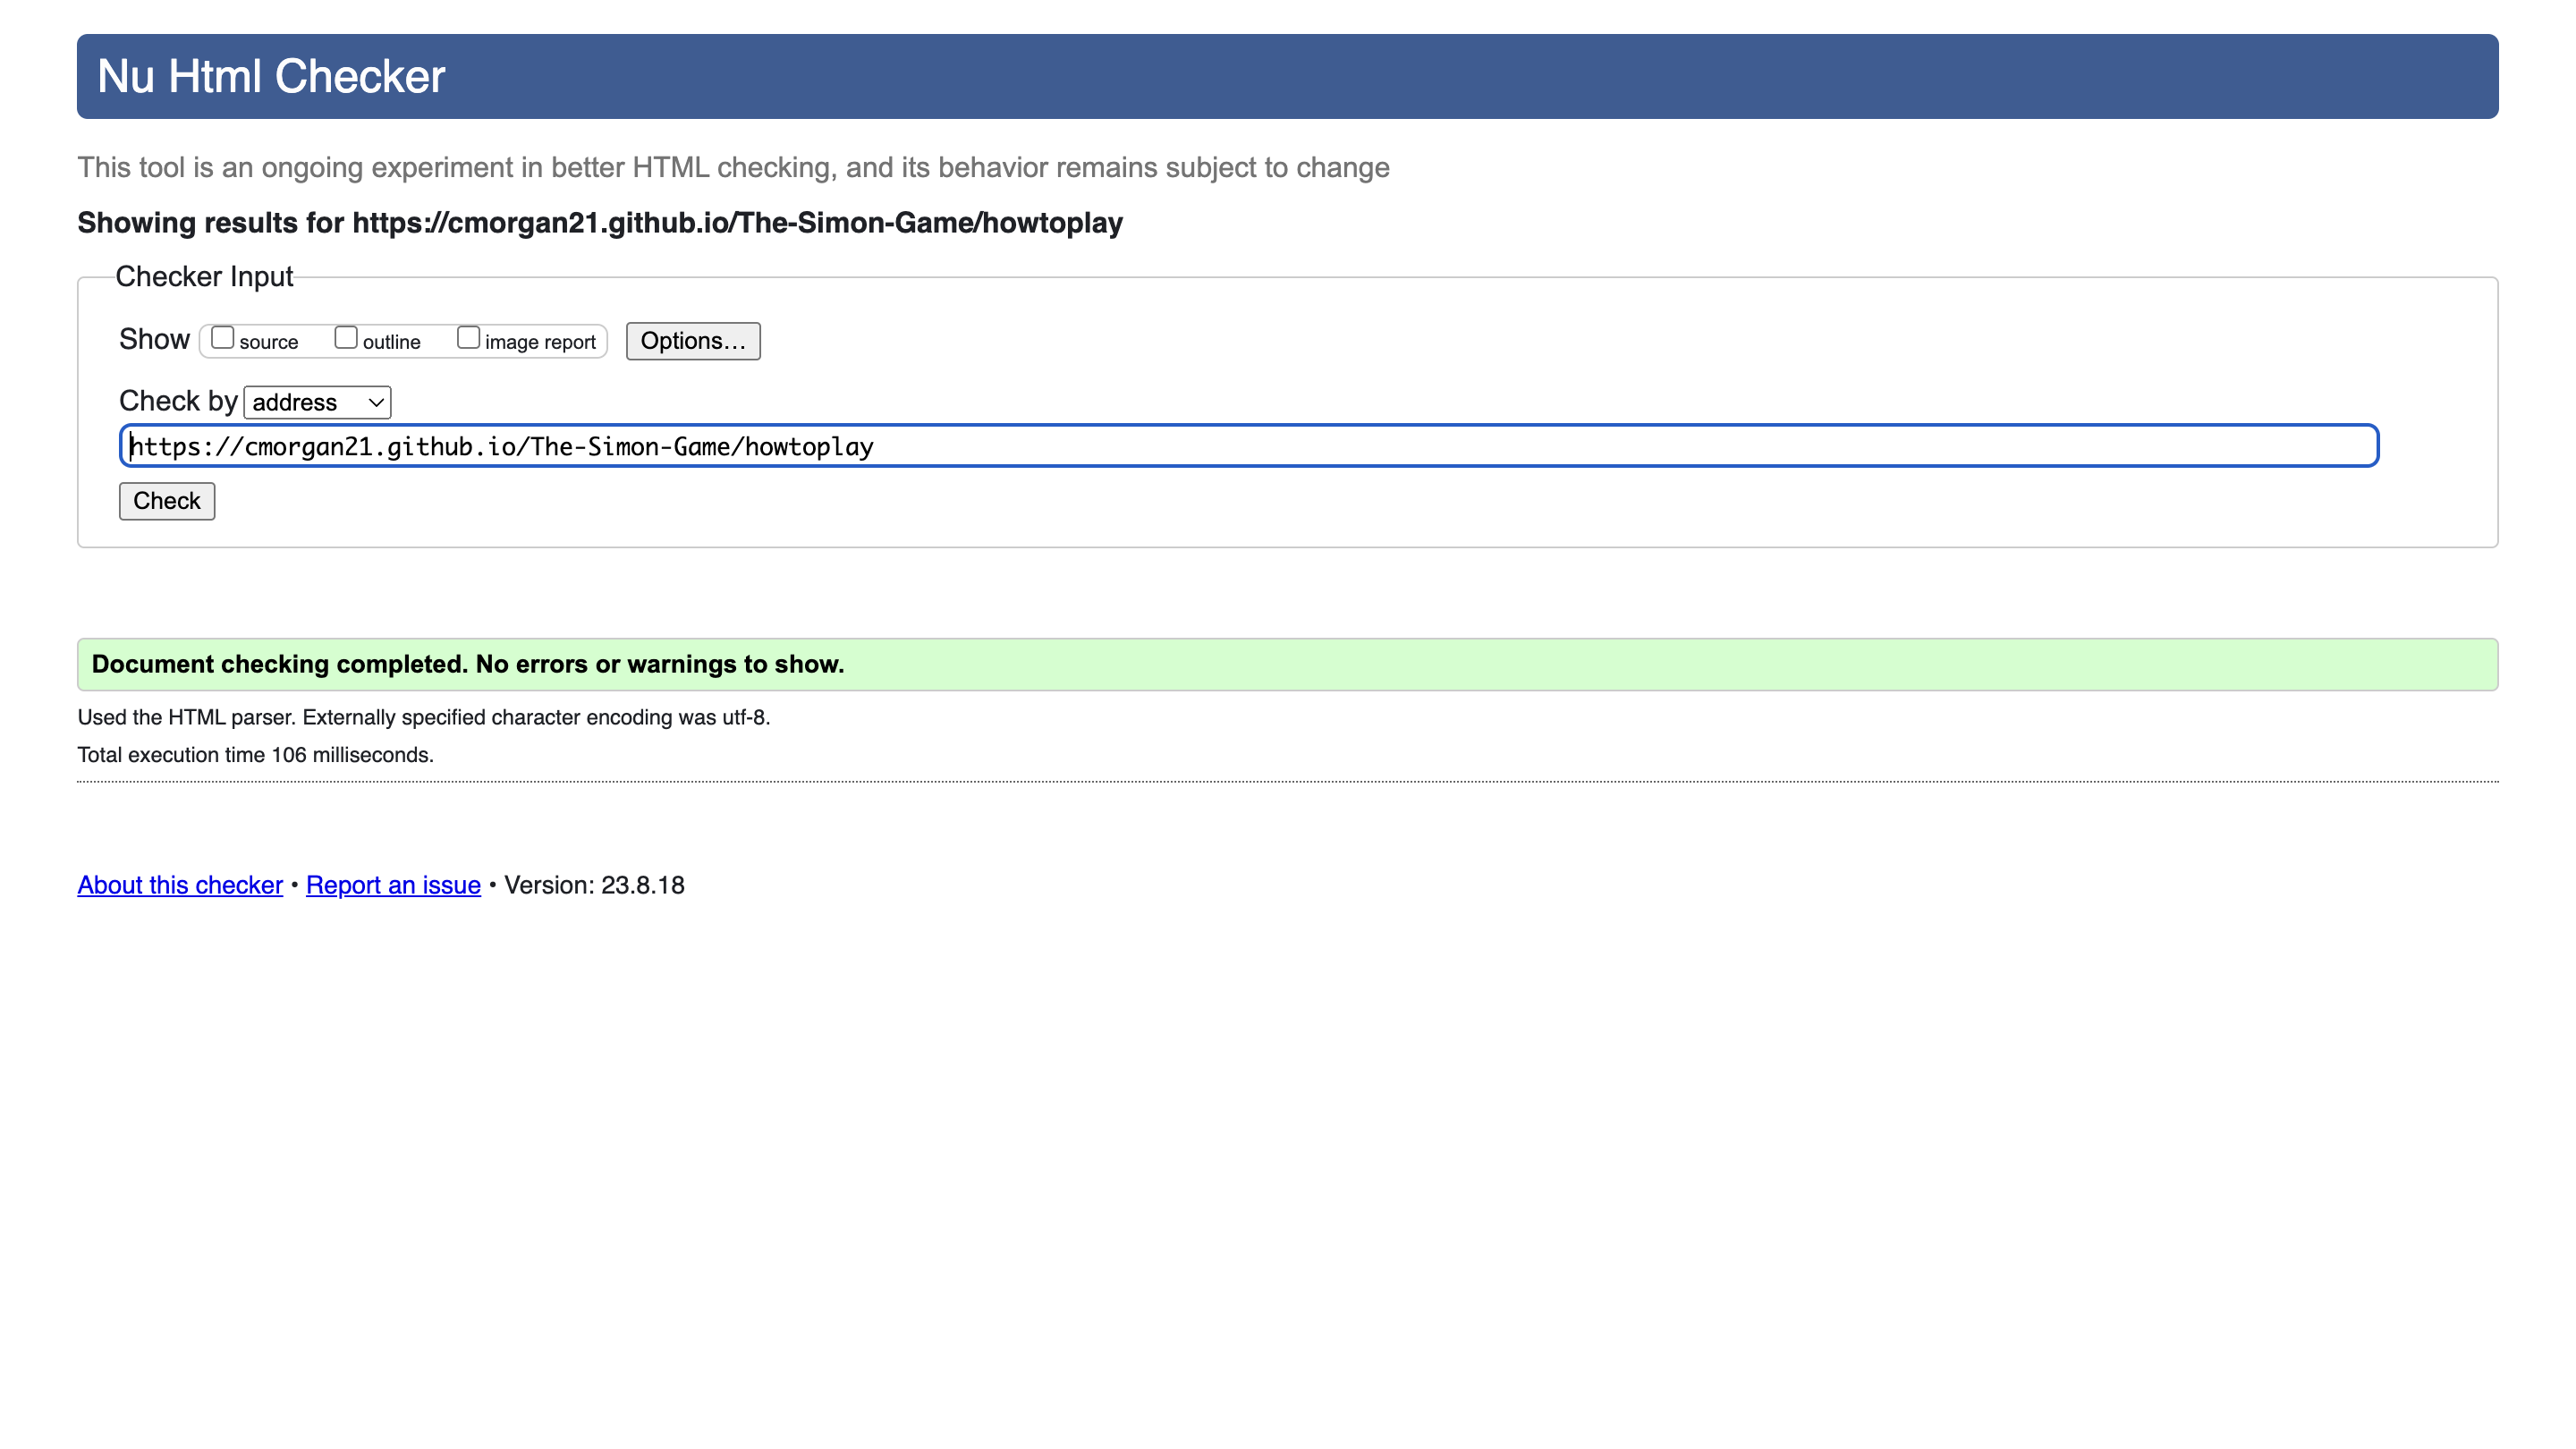 Nu Html Checker
This tool is an ongoing experiment in better HTML checking, and its behavior remains subject to change
Showing results for https://cmorgan21.github.io/The-Simon-Game/howtoplay
Checker Input
Show source outline image report Options...
Check by address
https://cmorgan21.github.io/The-Simon-Game/howtoplay
Check
Document checking completed. No errors or warnings to show.
Used the HTML parser. Externally specified character encoding was utf-8.
Total execution time 106 milliseconds.
About this checker • Report an issue • Version: 23.8.18